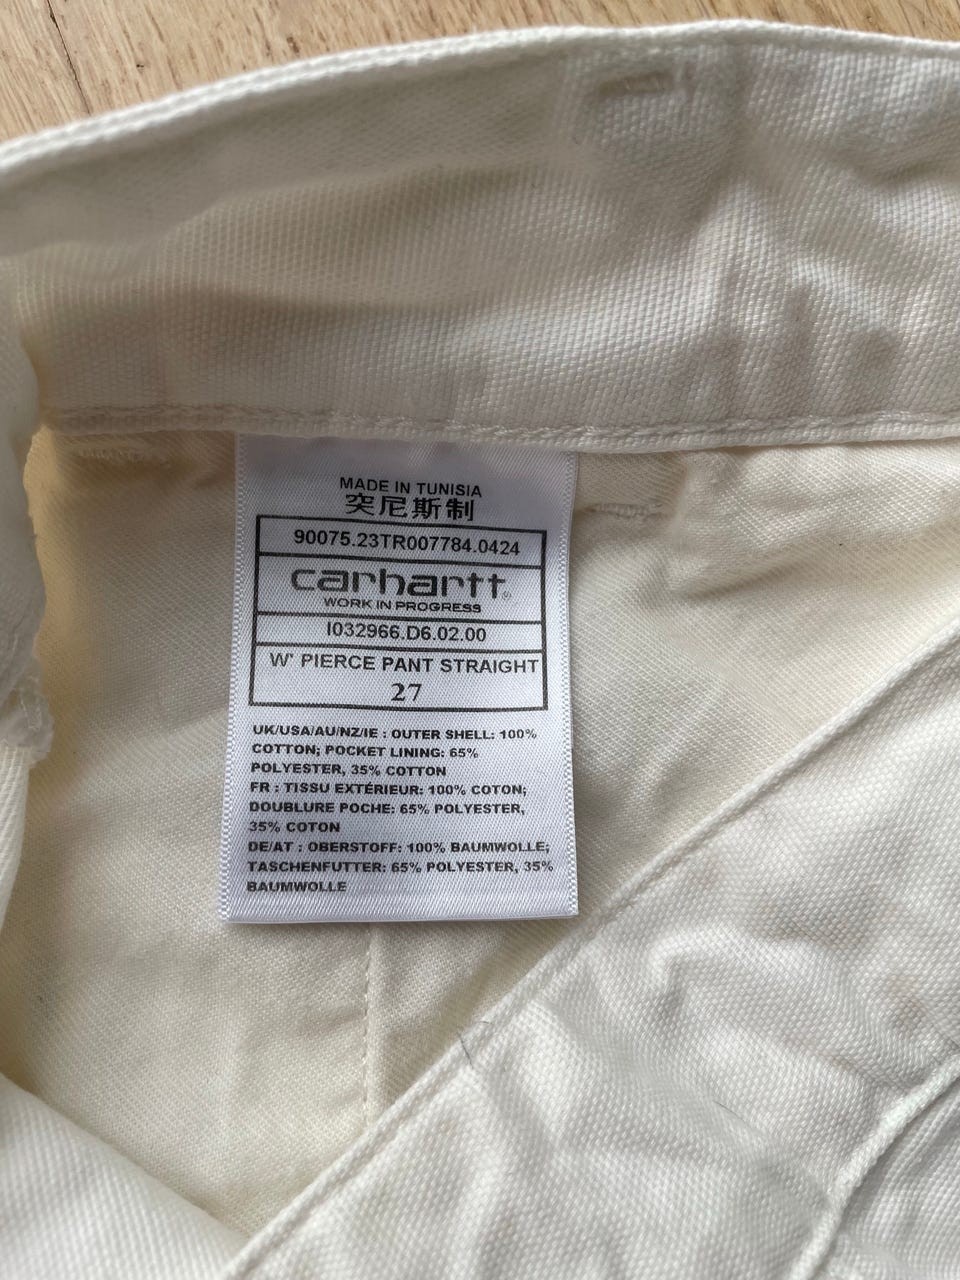 MADE IN TUNISIA
突尼斯制
90075.23TR007784.0424
carhartt®
WORK IN PROGRESS
I032966.D6.02.00
W' PIERCE PANT STRAIGHT
27
UK/USA/AU/NZ/IE : OUTER SHELL: 100%
COTTON; POCKET LINING: 65%
POLYESTER, 35% COTTON
FR : TISSU EXTÉRIEUR: 100% COTON;
DOUBLURE POCHE: 65% POLYESTER,
35% COTON
DE/AT : OBERSTOFF: 100% BAUMWOLLE;
TASCHENFUTTER: 65% POLYESTER, 35%
BAUMWOLLE